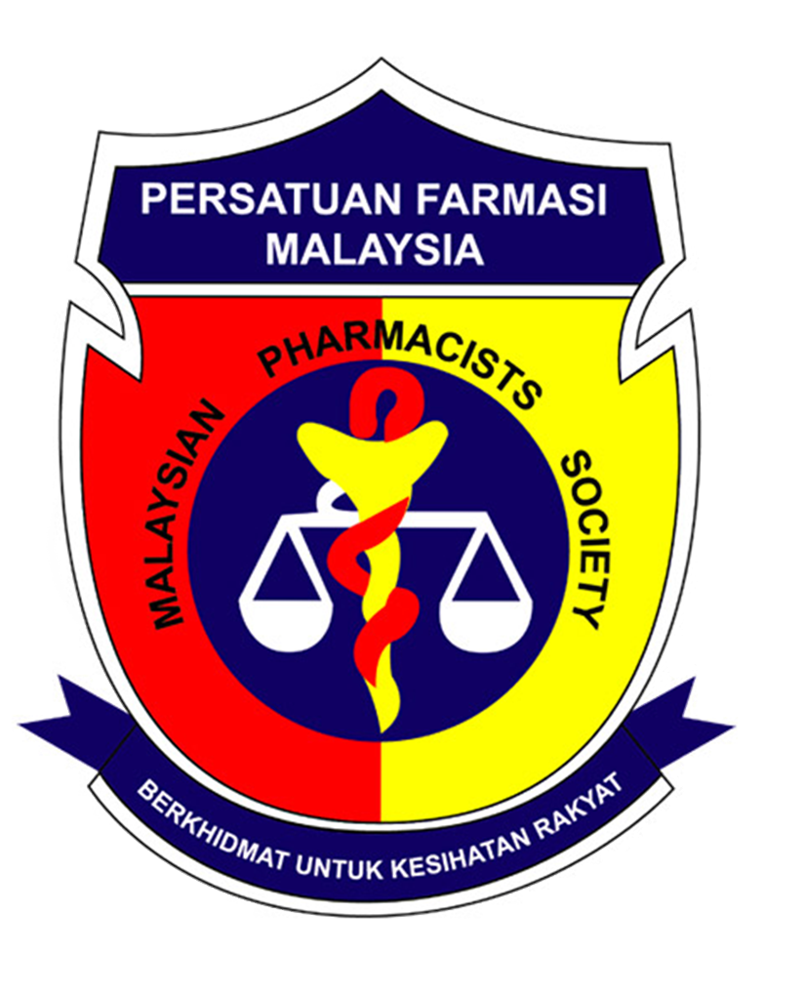 PERSATUAN FARMASI
MALAYSIA
MALAYSIAN PHARMACISTS SOCIETY
BERKHIDMAT UNTUK KESIHATAN RAKYAT